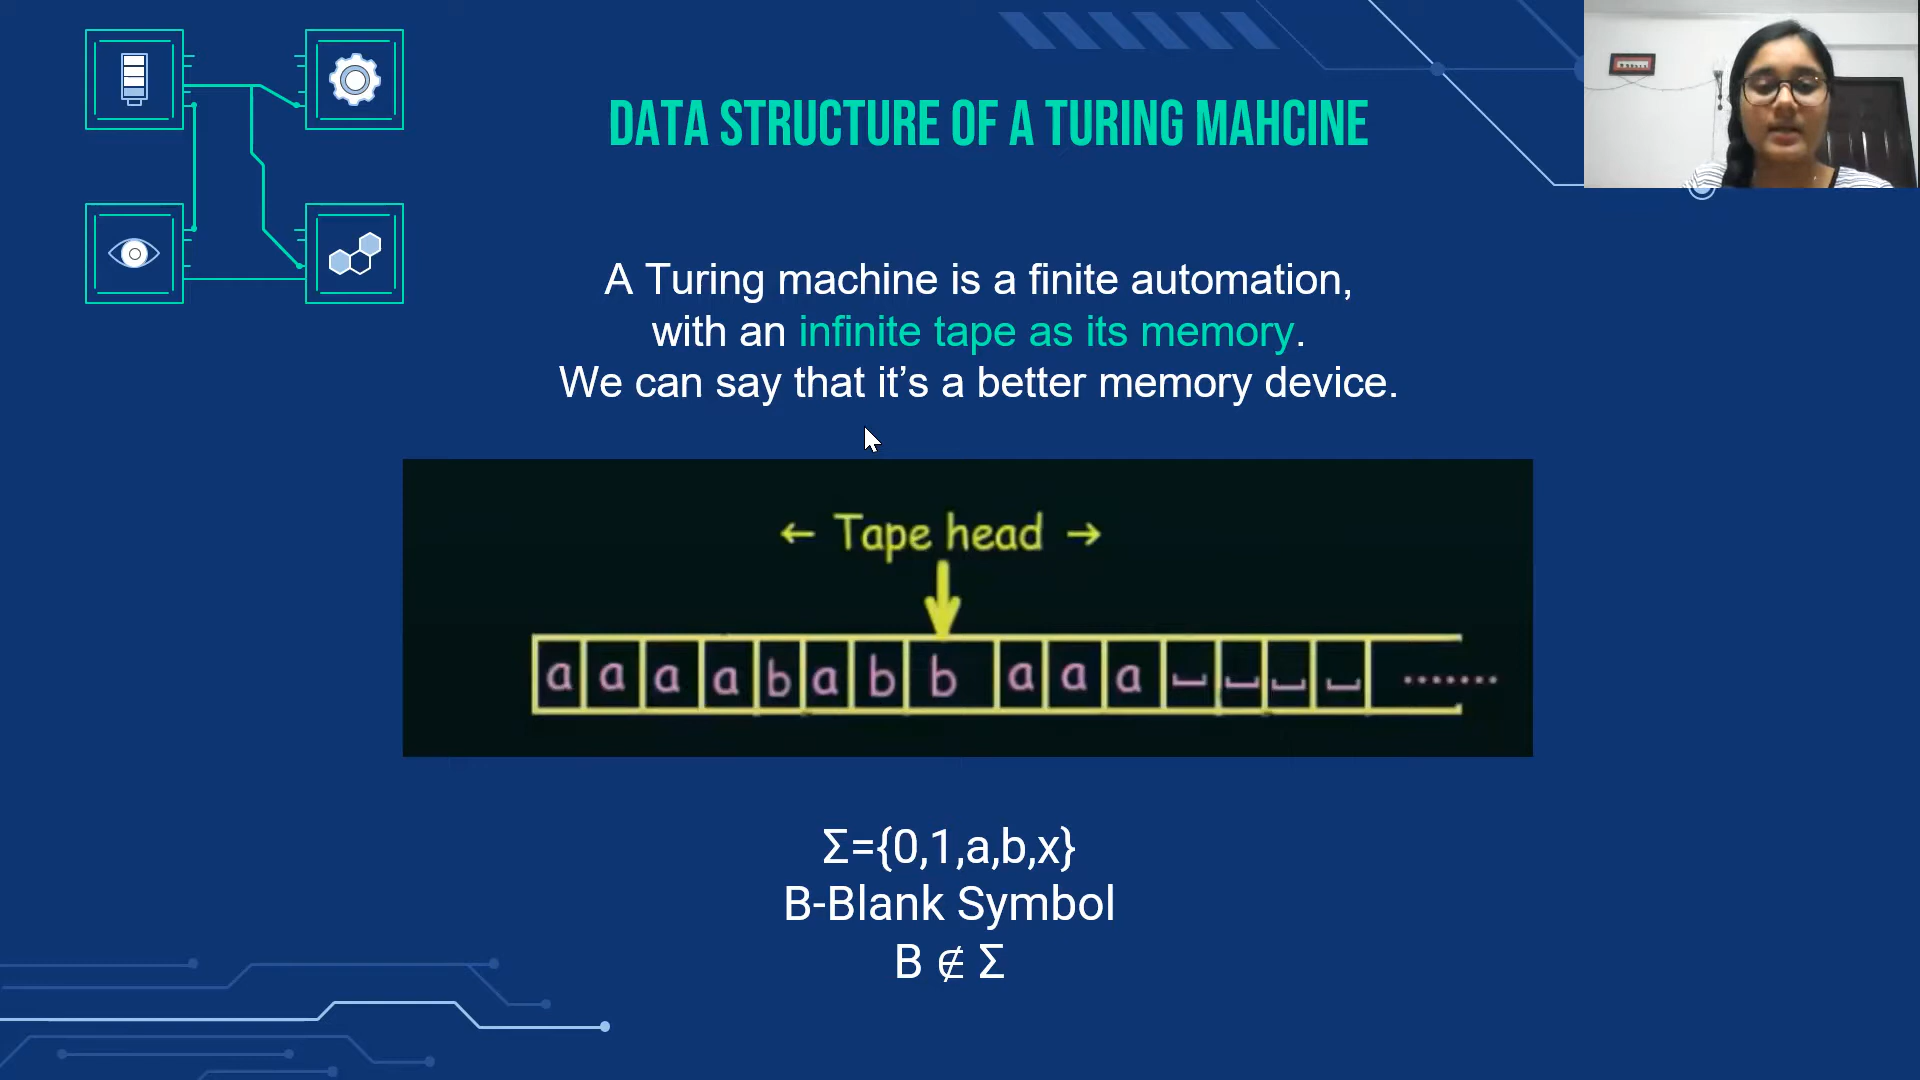 DATA STRUCTURE OF A TURING MAHCINE
A Turing machine is a finite automation,
with an infinite tape as its memory.
We can say that it’s a better memory device.
← Tape head →
a a a a b a b b a a a ⎵ ⎵ ⎵ ⎵ .......
Σ={0,1,a,b,x}
B-Blank Symbol
B ∉ Σ